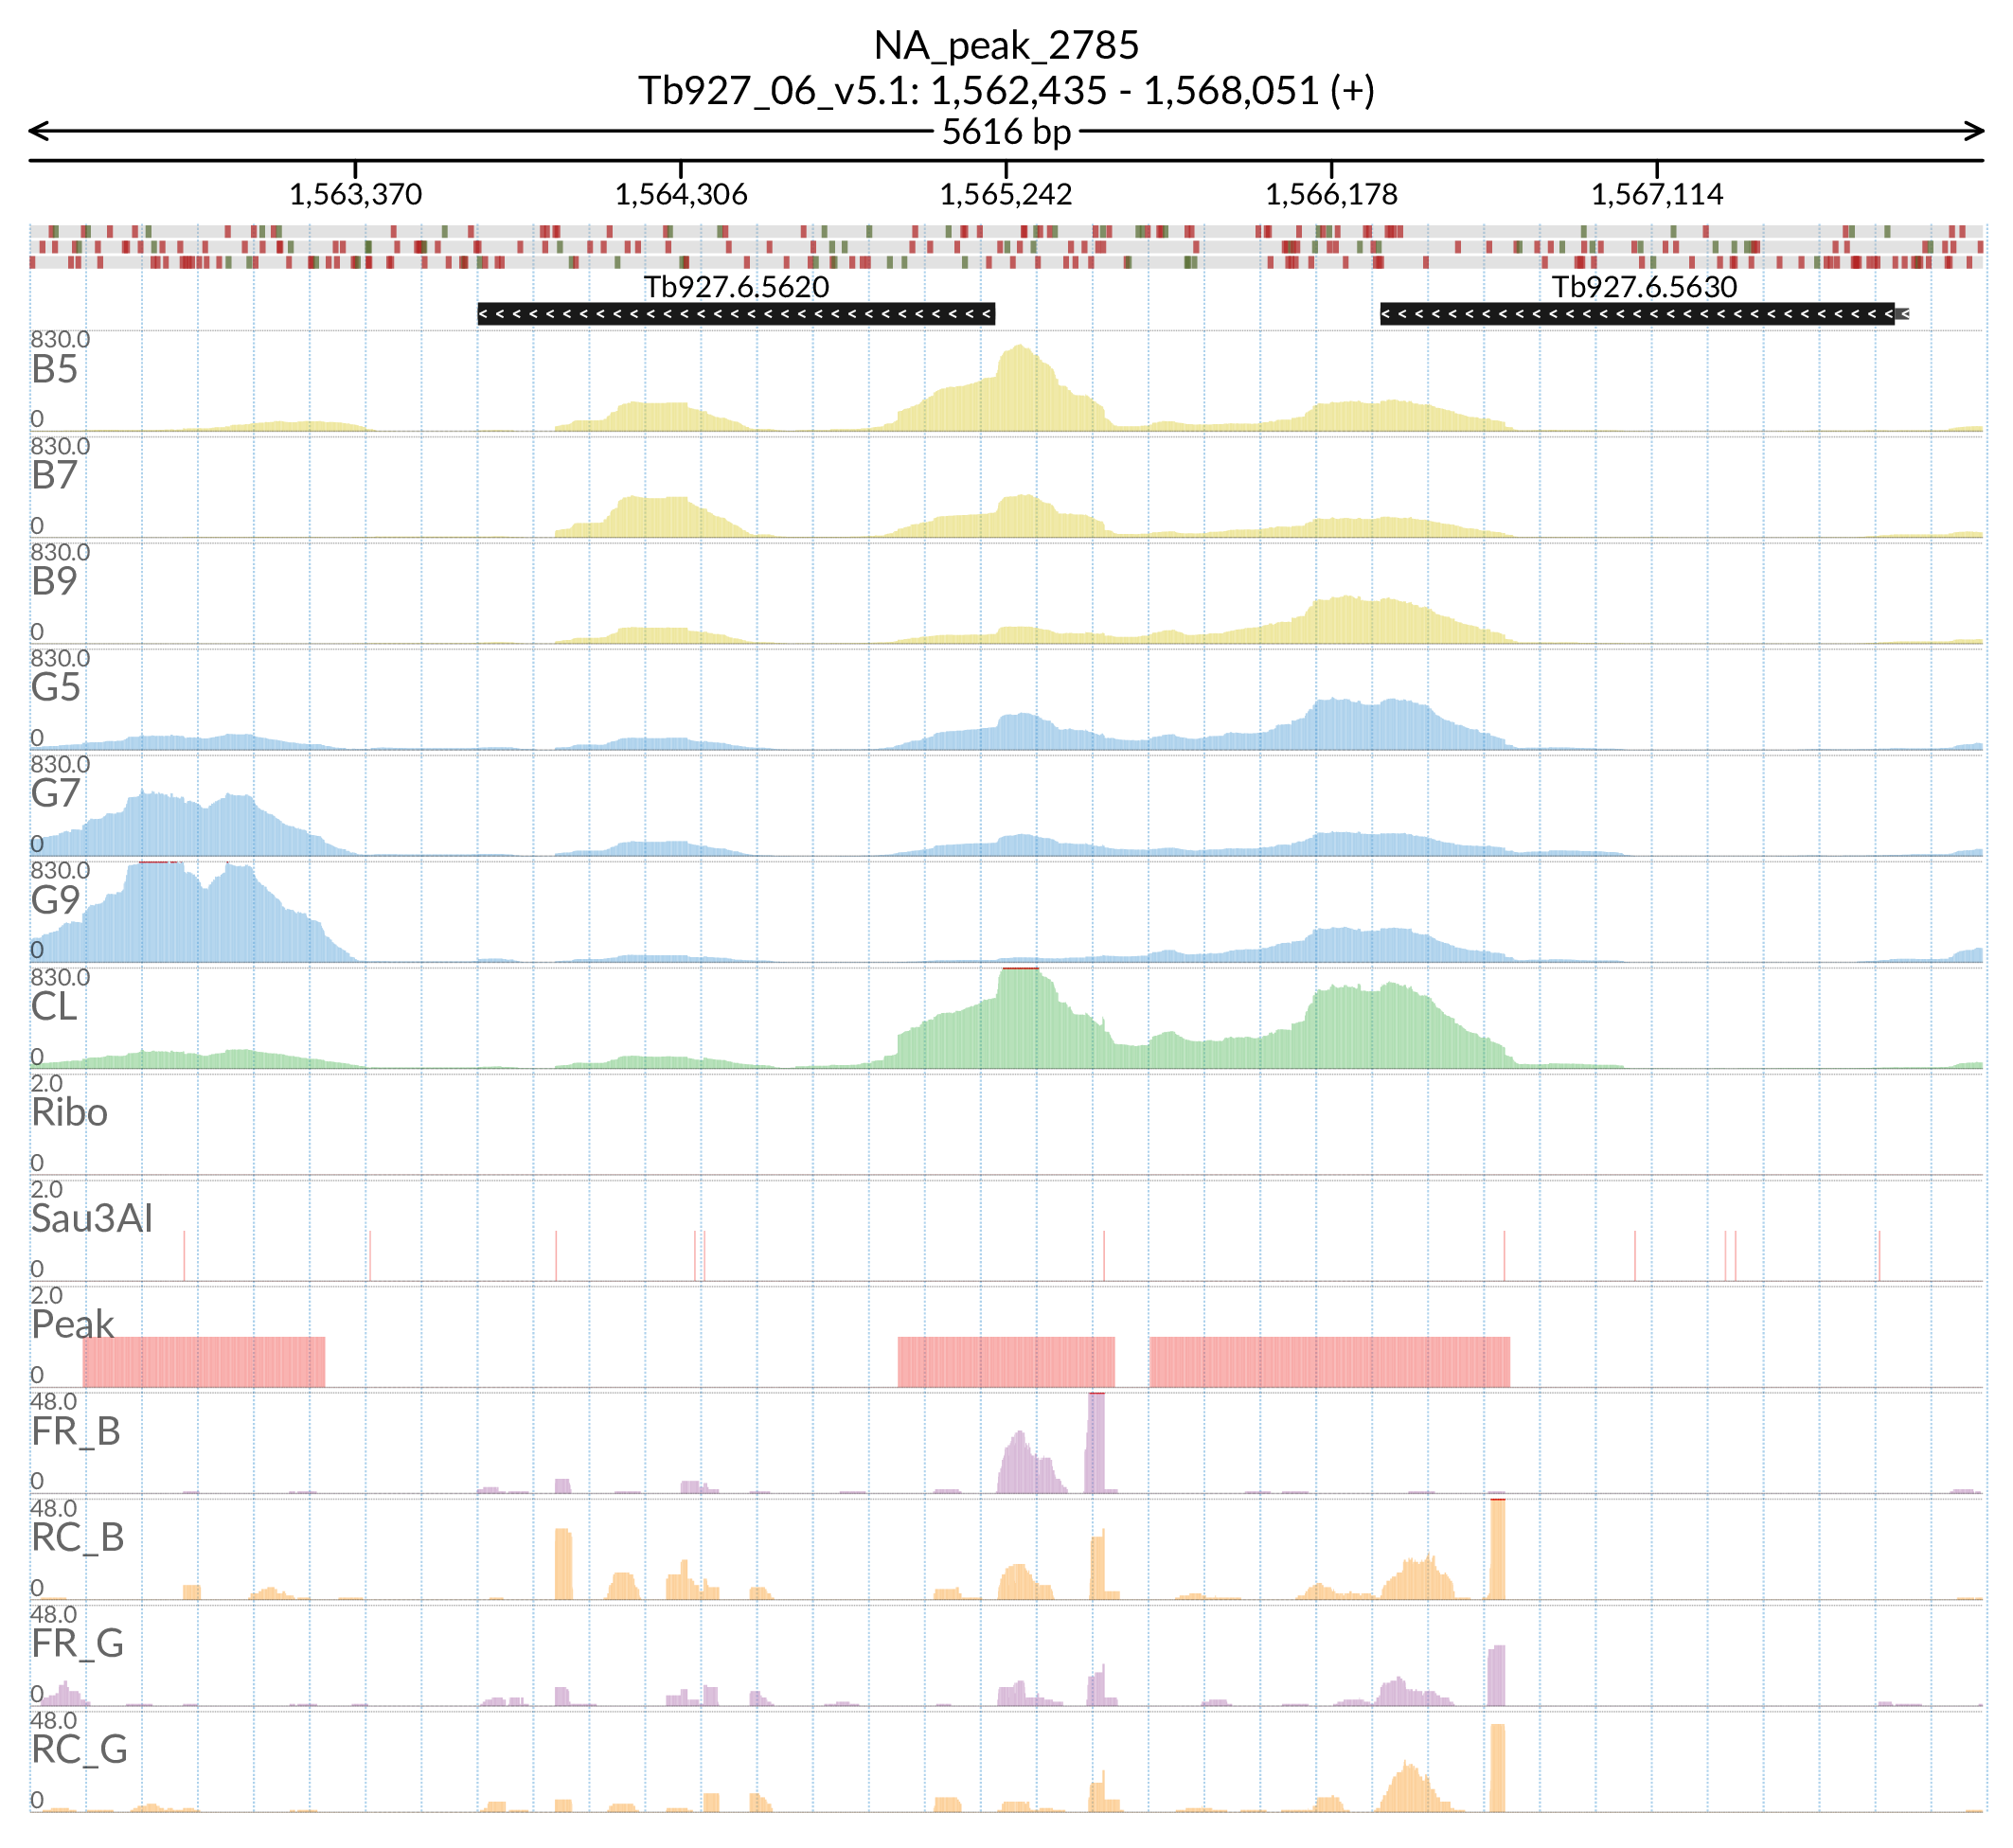 NA_peak_2785
Tb927_06_v5.1: 1,562,435 - 1,568,051 (+)
5616 bp
1,563,370 1,564,306 1,565,242 1,566,178 1,567,114
Tb927.6.5620 Tb927.6.5630
830.0
B5
0
830.0
B7
0
830.0
B9
0
830.0
G5
0
830.0
G7
0
830.0
G9
0
830.0
CL
0
2.0
Ribo
0
2.0
Sau3AI
0
2.0
Peak
0
48.0
FR_B
0
48.0
RC_B
0
48.0
FR_G
0
48.0
RC_G
0